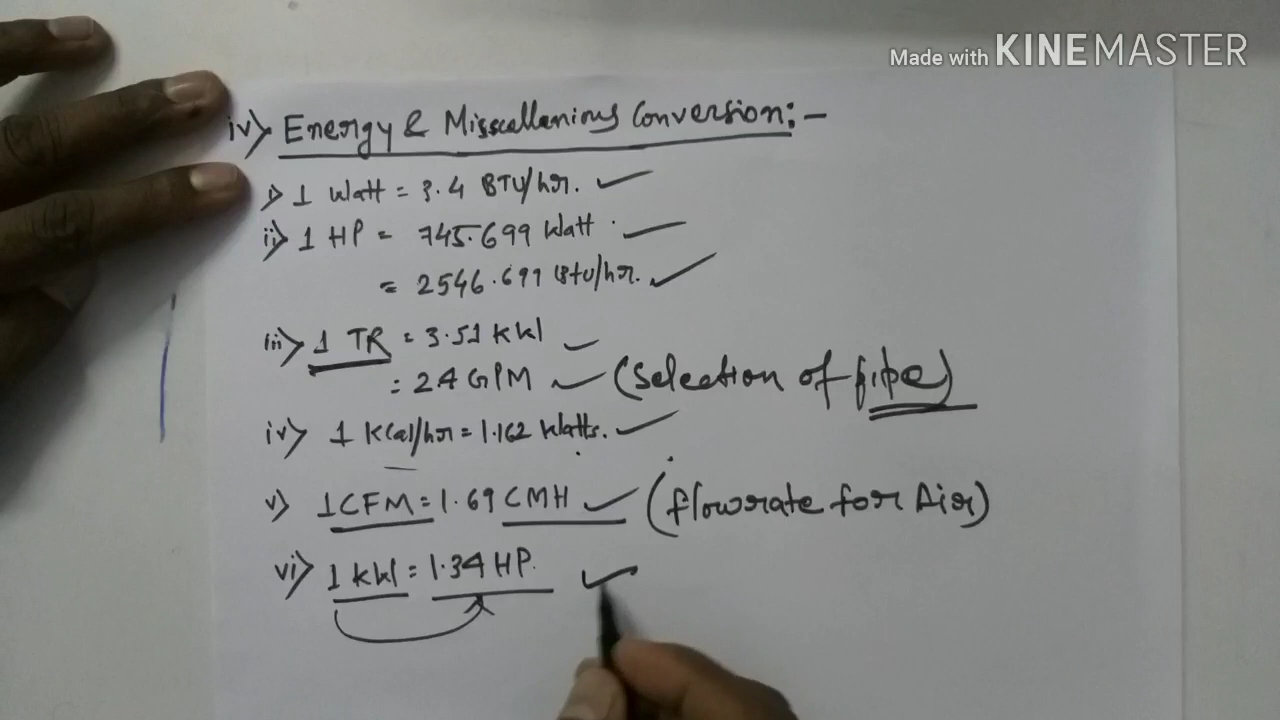 Made with KINEMASTER
iv) Energy & Misscellanious Conversion:-
i) 1 Watt = 3.4 BTU/hr.
ii) 1 HP = 745.699 Watt.
= 2546.699 Btu/hr.
iii) 1 TR = 3.51 KW
= 24 GPM (Selection of pipe)
iv) 1 KCal/hr = 1.162 Watts.
v) 1 CFM = 1.69 CMH (flowrate for Air)
vi) 1 KW = 1.34 HP.